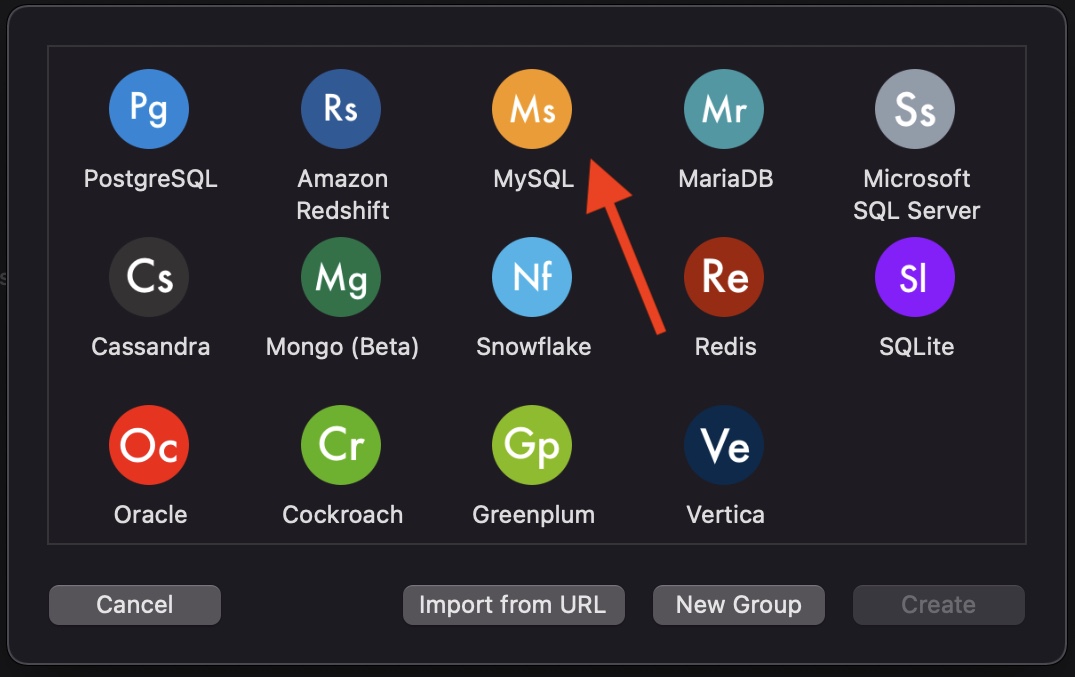 Pg
Rs
Ms
Mr
Ss
PostgreSQL
Amazon
Redshift
MySQL
MariaDB
Microsoft
SQL Server
Cs
Mg
Nf
Re
Sl
Cassandra
Mongo (Beta)
Snowflake
Redis
SQLite
Oc
Cr
Gp
Ve
Oracle
Cockroach
Greenplum
Vertica
Cancel
Import from URL
New Group
Create